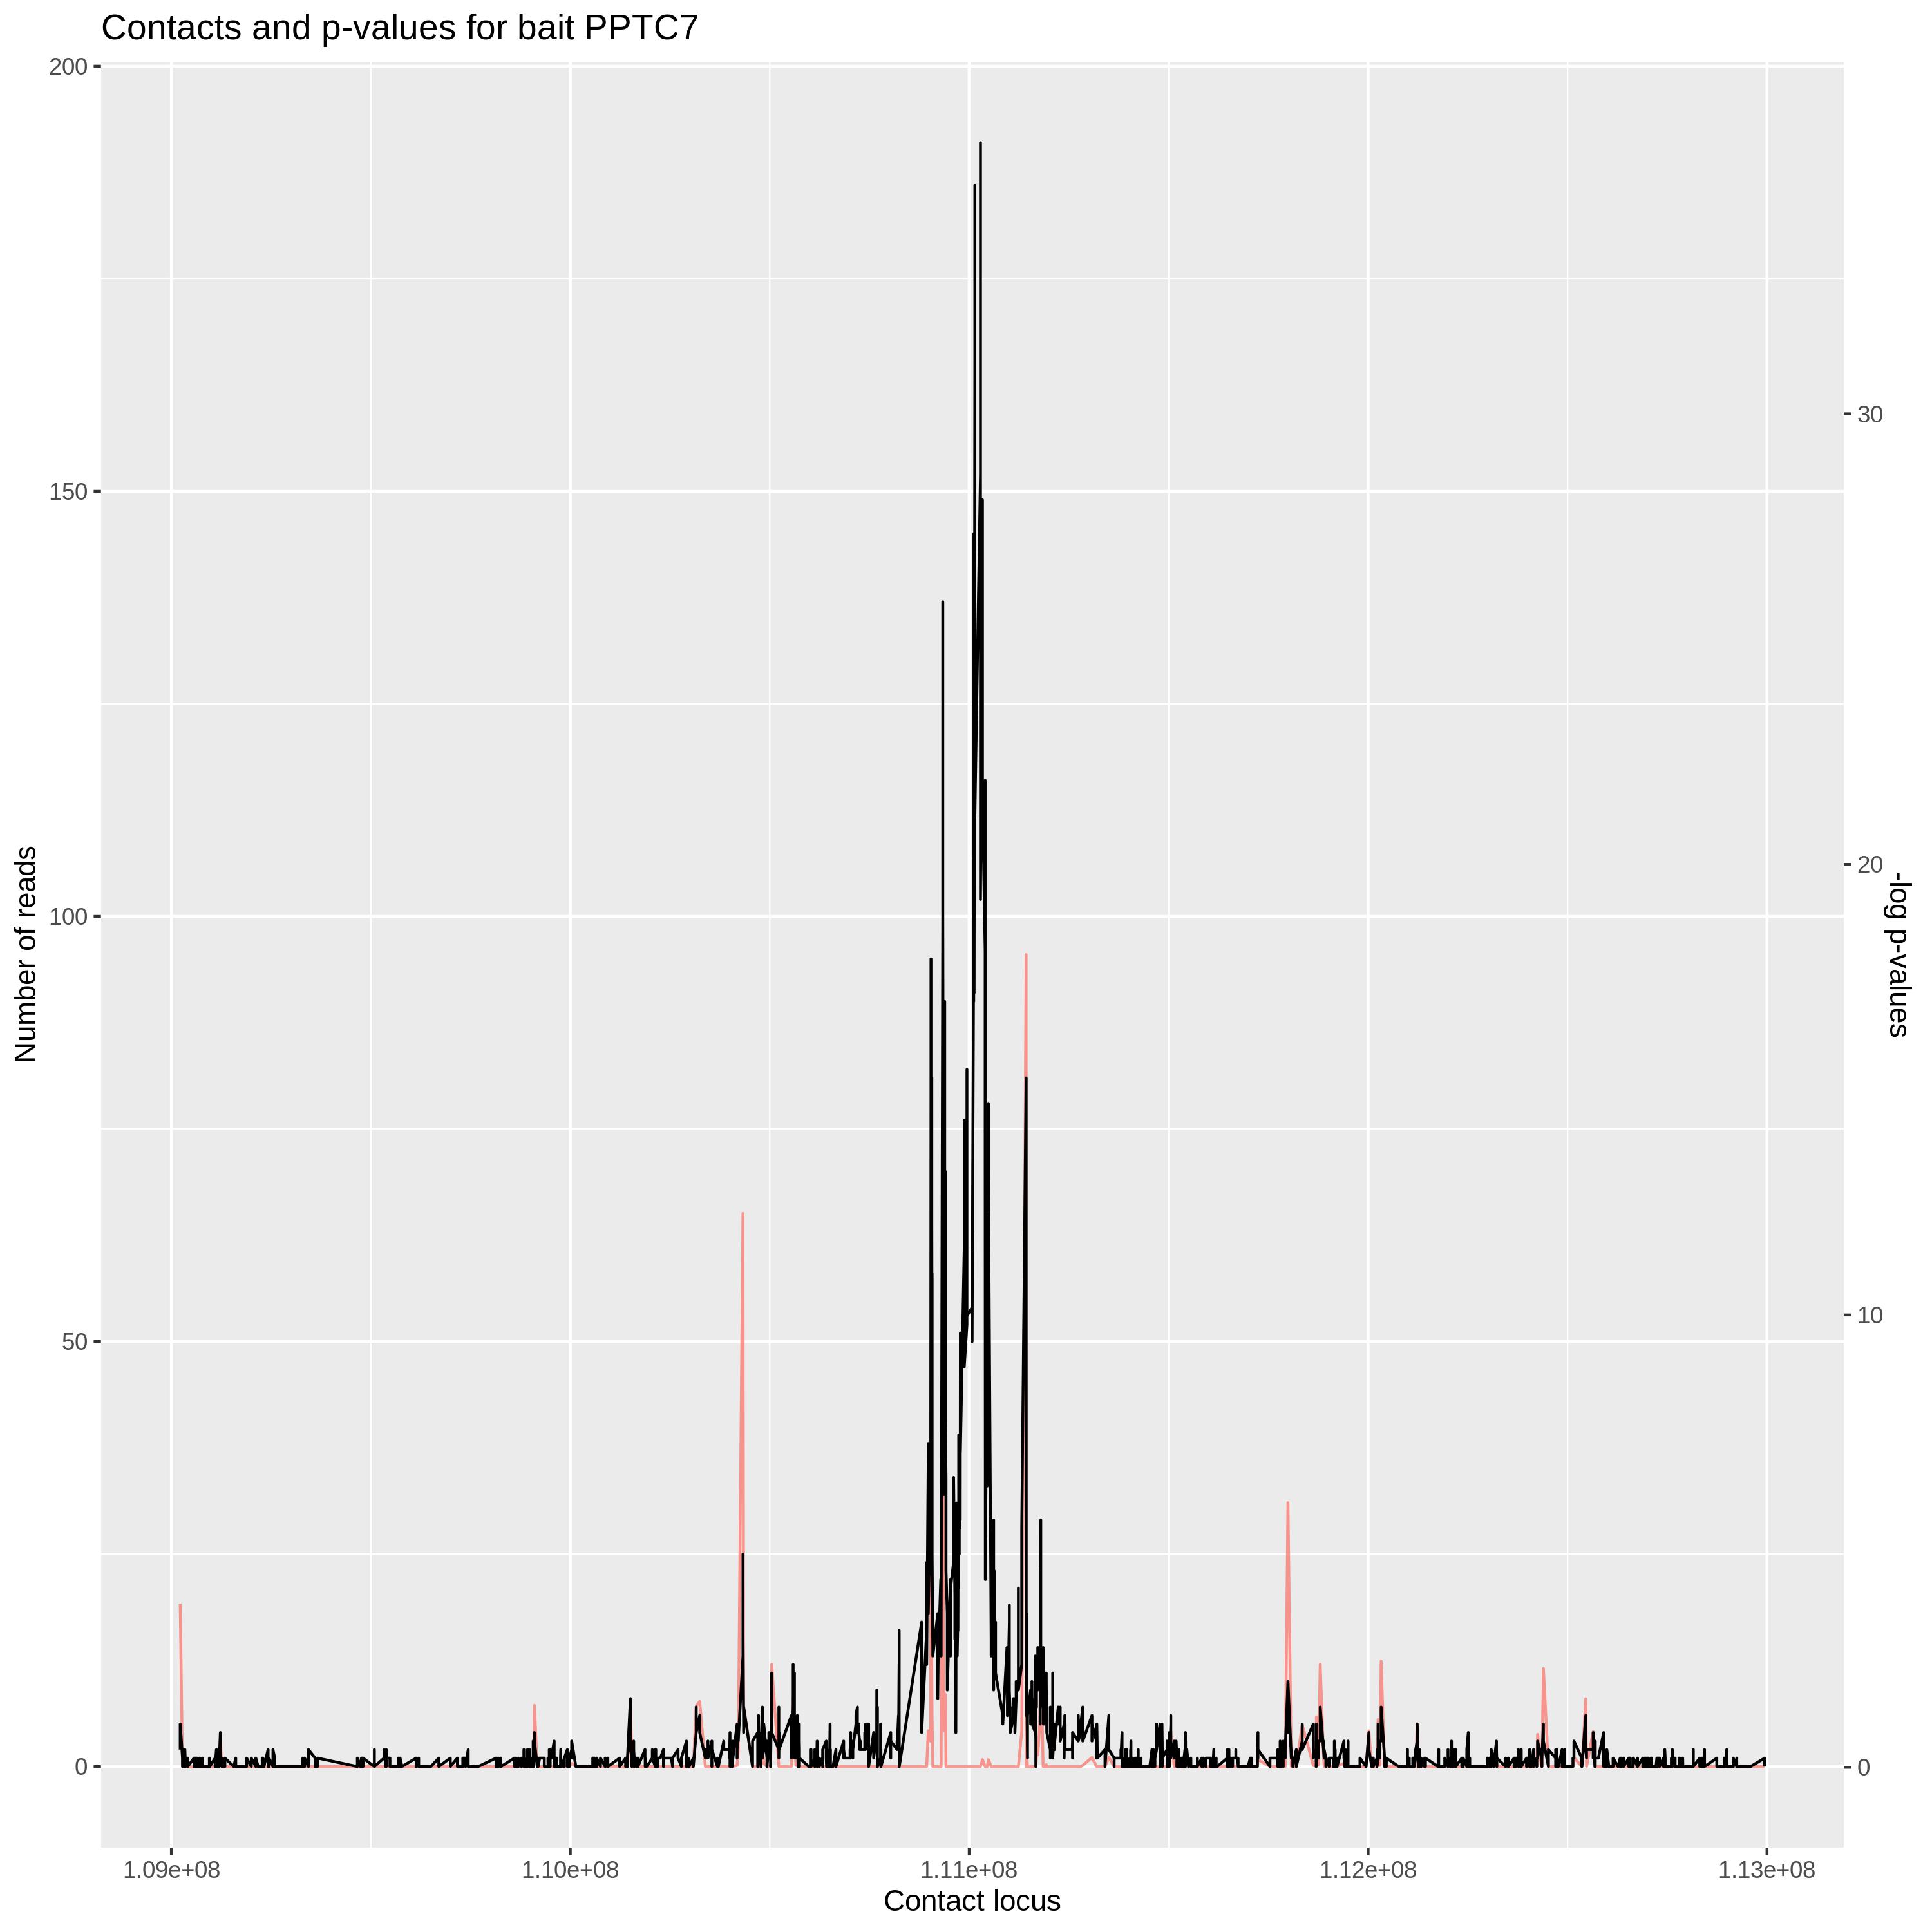 Contacts and p-values for bait PPTC7
200
150
100
50
0
Number of reads
30
20
10
0
-log p-values
1.09e+08
1.10e+08
1.11e+08
1.12e+08
1.13e+08
Contact locus